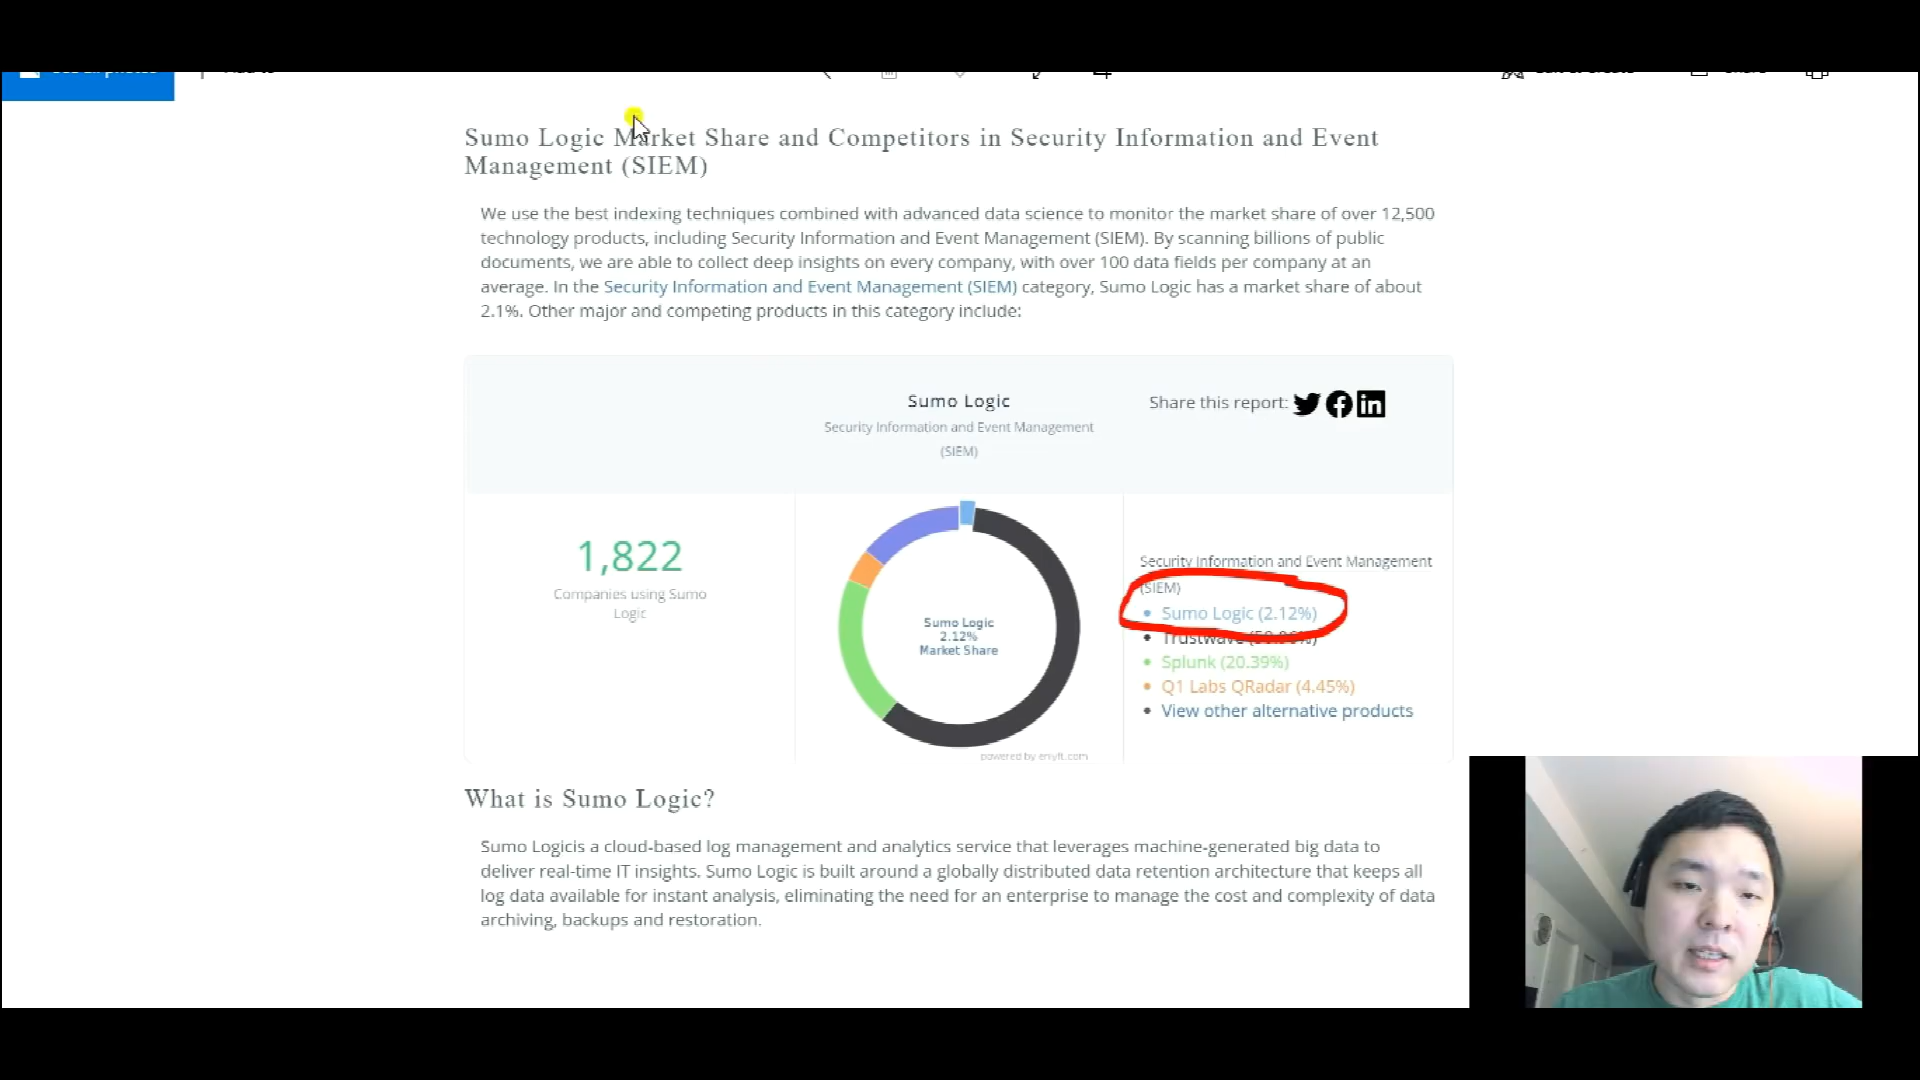 Sumo Logic Market Share and Competitors in Security Information and Event
Management (SIEM)
We use the best indexing techniques combined with advanced data science to monitor the market share of over 12,500
technology products, including Security Information and Event Management (SIEM). By scanning billions of public
documents, we are able to collect deep insights on every company, with over 100 data fields per company at an
average. In the Security Information and Event Management (SIEM) category, Sumo Logic has a market share of about
2.1%. Other major and competing products in this category include:
Sumo Logic
Security Information and Event Management
(SIEM)
Share this report:
1,822
Companies using Sumo
Logic
Sumo Logic
2.12%
Market Share
powered by enlyft.com
Security Information and Event Management
(SIEM)
• Sumo Logic (2.12%)
• Trustwave
• Splunk (20.39%)
• Q1 Labs QRadar (4.45%)
• View other alternative products
What is Sumo Logic?
Sumo Logicis a cloud-based log management and analytics service that leverages machine-generated big data to
deliver real-time IT insights. Sumo Logic is built around a globally distributed data retention architecture that keeps all
log data available for instant analysis, eliminating the need for an enterprise to manage the cost and complexity of data
archiving, backups and restoration.